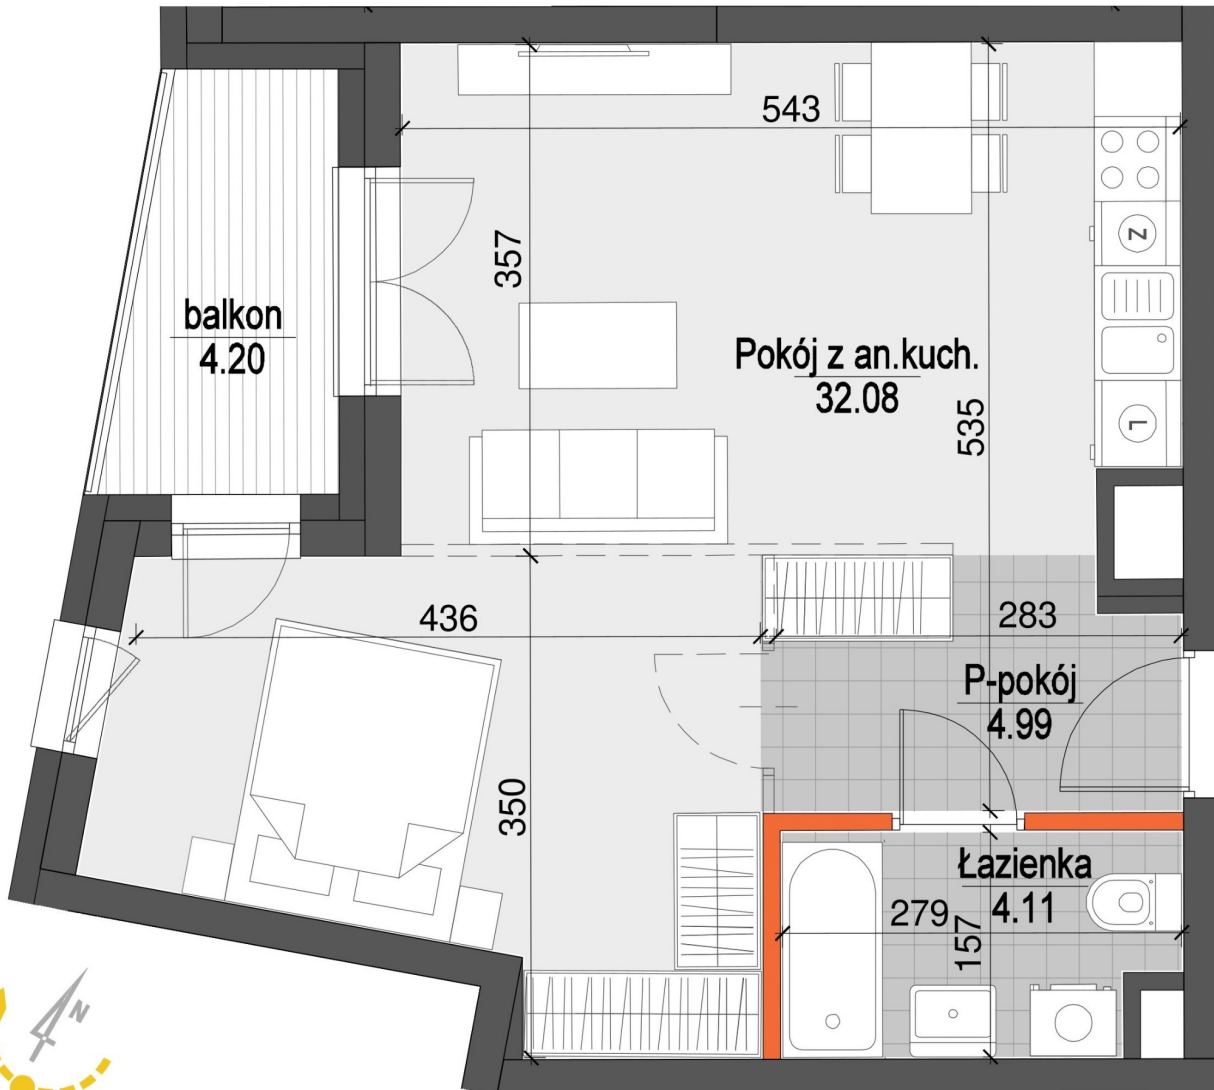 543
Z
357
balkon
4.20
Pokój z an.kuch.
32.08
535
L
436
283
P-pokój
4.99
350
Łazienka
4.11
279
157
N